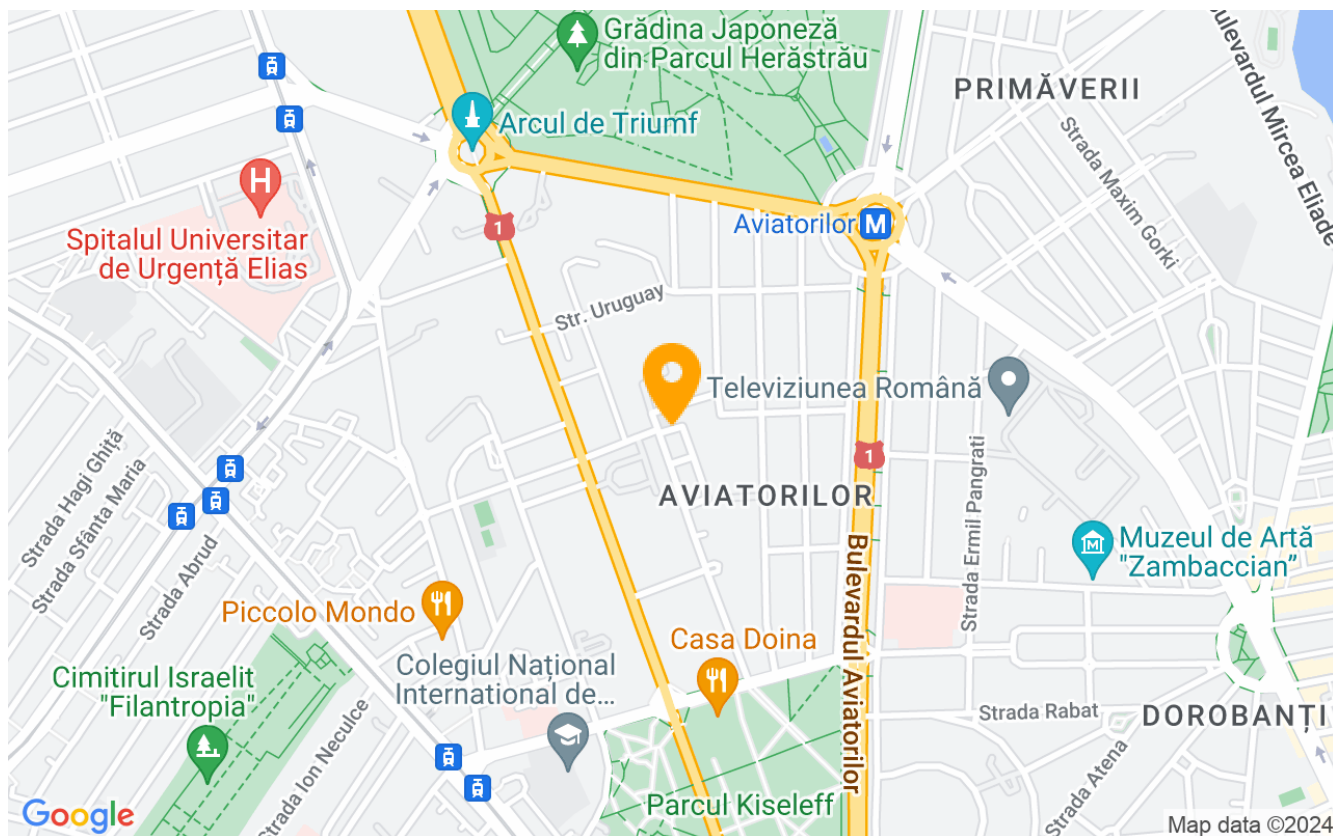 Grădina Japoneză
din Parcul Herăstrău
Bulevardul Mircea Eliade
PRIMĂVERII
Arcul de Triumf
Strada Maxim Gorki
H
Spitalul Universitar
de Urgență Elias
Aviatorilor
M
1
Str. Uruguay
Televiziunea Română
Strada Hagi Ghiță
Strada Sfânta Maria
Strada Abrud
1
AVIATORILOR
Strada Ermil Pangrati
Bulevardul Aviatorilor
M
Muzeul de Artă
"Zambaccian”
Piccolo Mondo
Casa Doina
Colegiul Național
International de...
Cimitirul Israelit
"Filantropia"
Strada Ion Neculce
Strada Rabat
DOROBANȚI
Strada Atena
Parcul Kiseleff
Google
Map data ©2024